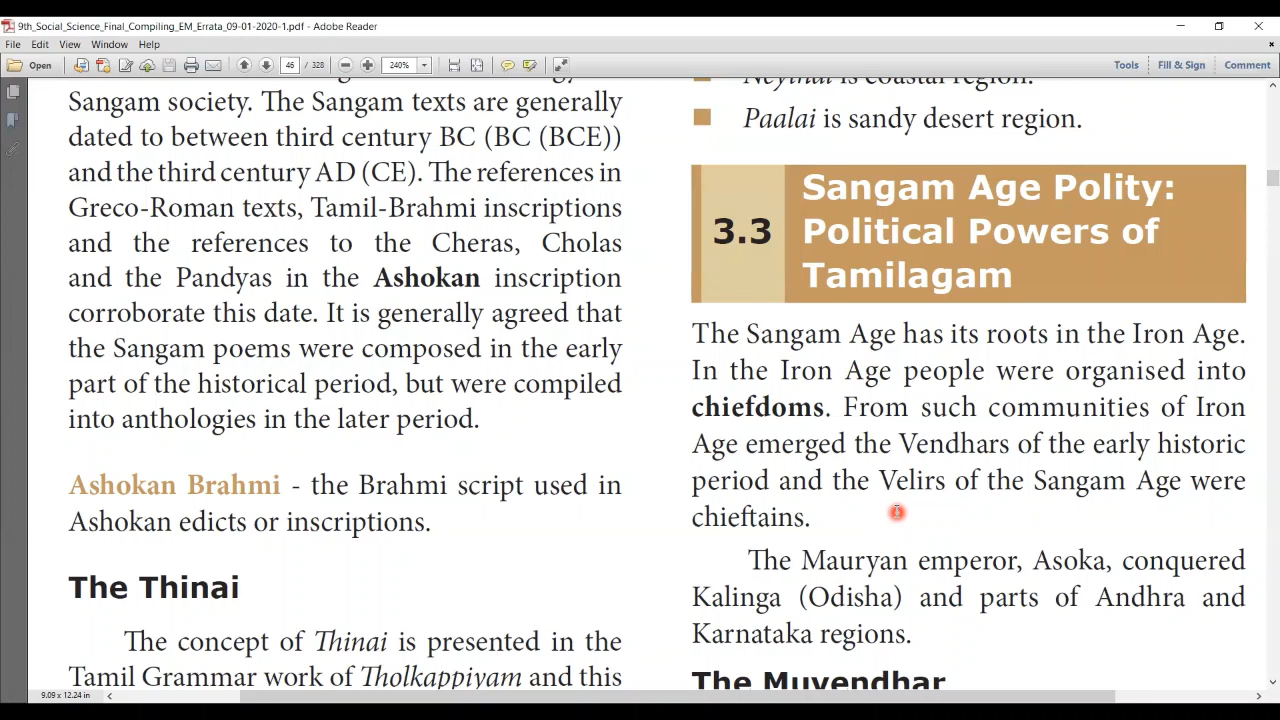 9th_Social_Science_Final_Compiling_EM_Errata_09-01-2020-1.pdf - Adobe Reader
File Edit View Window Help
Open 46 / 328 240% Tools Fill & Sign Comment
Sangam society. The Sangam texts are generally
dated to between third century BC (BC (BCE))
and the third century AD (CE). The references in
Greco-Roman texts, Tamil-Brahmi inscriptions
and the references to the Cheras, Cholas
and the Pandyas in the Ashokan inscription
corroborate this date. It is generally agreed that
the Sangam poems were composed in the early
part of the historical period, but were compiled
into anthologies in the later period.
Ashokan Brahmi - the Brahmi script used in
Ashokan edicts or inscriptions.
The Thinai
The concept of Thinai is presented in the
Tamil Grammar work of Tholkappiyam and this
Neythal is coastal region.
Paalai is sandy desert region.
3.3
Sangam Age Polity:
Political Powers of
Tamilagam
The Sangam Age has its roots in the Iron Age.
In the Iron Age people were organised into
chiefdoms. From such communities of Iron
Age emerged the Vendhars of the early historic
period and the Velirs of the Sangam Age were
chieftains.
The Mauryan emperor, Asoka, conquered
Kalinga (Odisha) and parts of Andhra and
Karnataka regions.
The Muvendhar
9.09 x 12.24 in